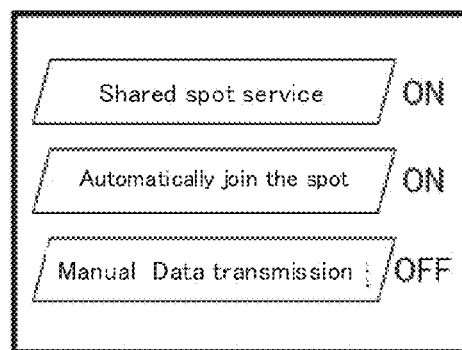 Shared spot service ON
Automatically join the spot ON
Manual Data transmission OFF